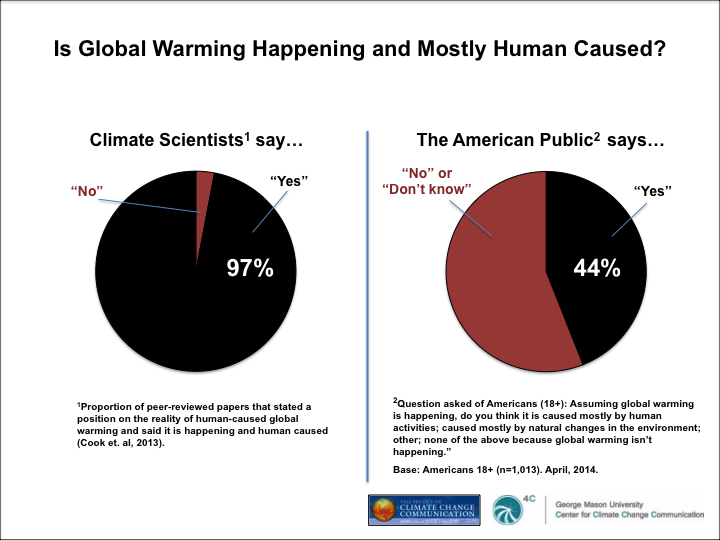 Is Global Warming Happening and Mostly Human Caused?
Climate Scientists¹ say…
“No”
“Yes”
97%
¹Proportion of peer-reviewed papers that stated a
position on the reality of human-caused global
warming and said it is happening and human caused
(Cook et. al, 2013).
The American Public² says…
“No” or
“Don’t know”
“Yes”
44%
²Question asked of Americans (18+): Assuming global warming
is happening, do you think it is caused mostly by human
activities; caused mostly by natural changes in the environment;
other; none of the above because global warming isn’t
happening.”
Base: Americans 18+ (n=1,013). April, 2014.
YALE PROJECT ON
CLIMATE CHANGE
COMMUNICATION
4C
George Mason University
Center for Climate Change Communication